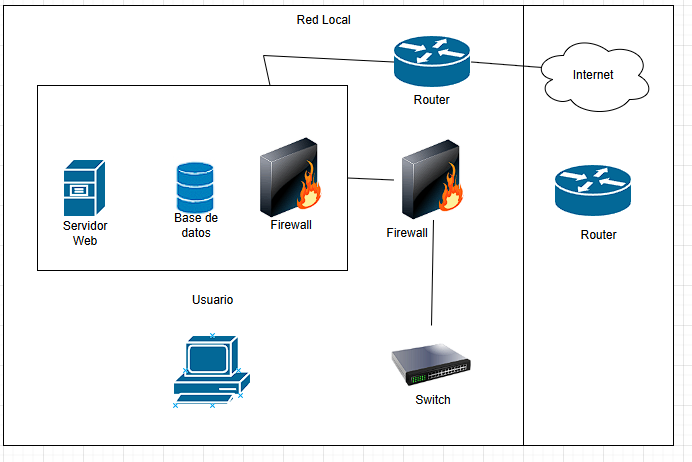 Red Local
Internet
Router
Servidor
Web
Base de
datos
Firewall
Firewall
Router
Usuario
Switch